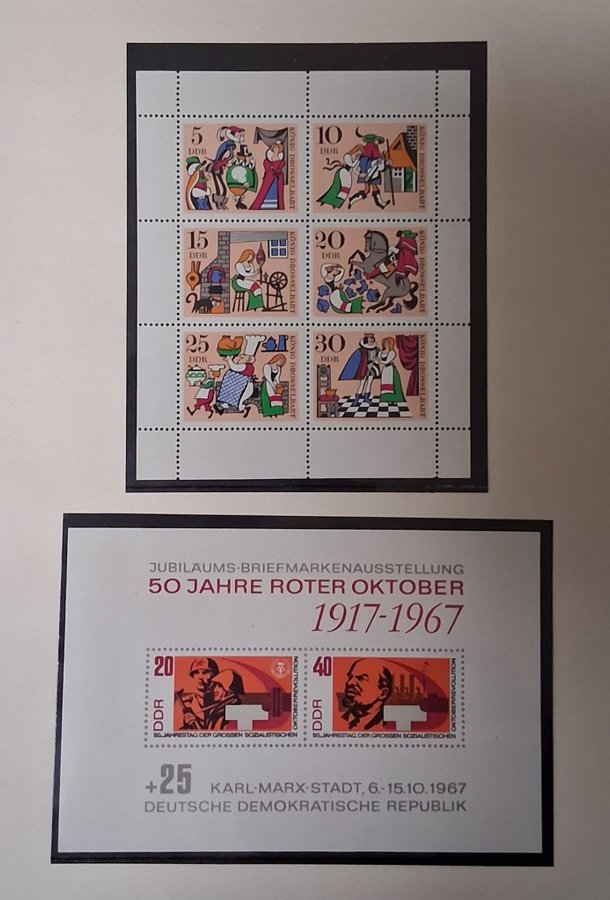 5
DDR
KÖNIG DROSSELBART
10
DDR
KÖNIG DROSSELBART
15
DDR
KÖNIG DROSSELBART
20
DDR
KÖNIG DROSSELBART
25
DDR
KÖNIG DROSSELBART
30
DDR
KÖNIG DROSSELBART
JUBILÄUMS-BRIEFMARKENAUSSTELLUNG
50 JAHRE ROTER OKTOBER
1917-1967
20
DDR
50. JAHRESTAG DER GROSSEN SOZIALISTISCHEN
OKTOBERREVOLUTION
40
DDR
50. JAHRESTAG DER GROSSEN SOZIALISTISCHEN
OKTOBERREVOLUTION
+25 KARL-MARX-STADT, 6.-15.10.1967
DEUTSCHE DEMOKRATISCHE REPUBLIK